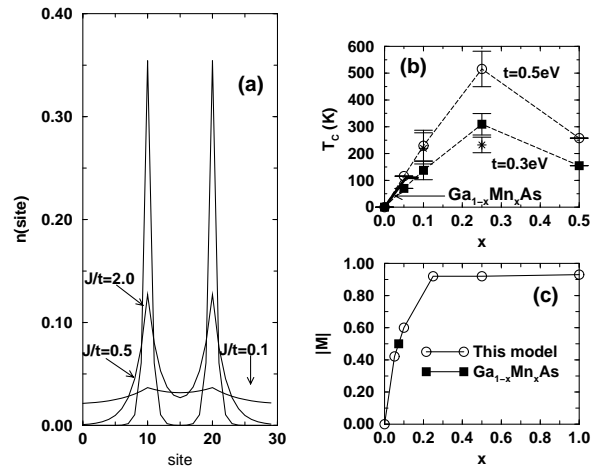 0.40
0.30
0.20
0.10
0.00
n(site)
(a)
J/t=2.0
J/t=0.5
J/t=0.1
0
10
20
30
site
(b)
600
500
400
300
200
100
0
T_C (K)
t=0.5eV
t=0.3eV
Ga_{1-x}Mn_xAs
0.0 0.1 0.2 0.3 0.4 0.5
x
(c)
1.00
0.80
0.60
0.40
0.20
0.00
|M|
This model
Ga_{1-x}Mn_xAs
0.0 0.2 0.4 0.6 0.8 1.0
x